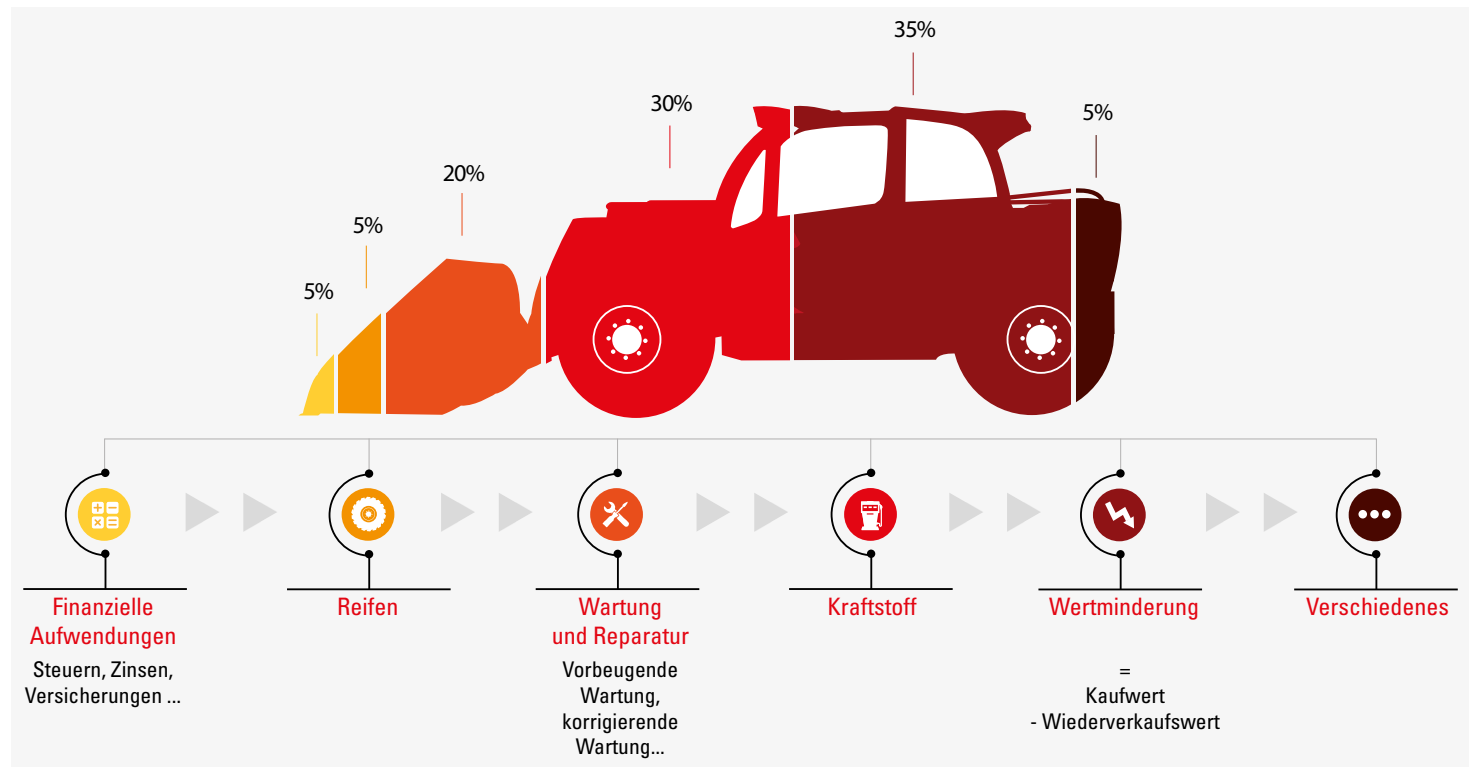 35%
30%
5%
20%
5%
5%
Finanzielle
Aufwendungen
Steuern, Zinsen,
Versicherungen ...
Reifen
Wartung
und Reparatur
Vorbeugende
Wartung,
korrigierende
Wartung...
Kraftstoff
Wertminderung
=
Kaufwert
- Wiederverkaufswert
Verschiedenes